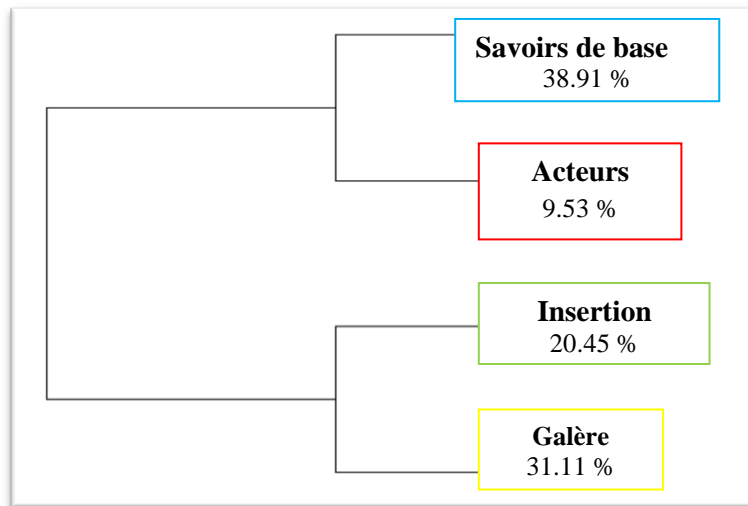 Savoirs de base
38.91 %
Acteurs
9.53 %
Insertion
20.45 %
Galère
31.11 %